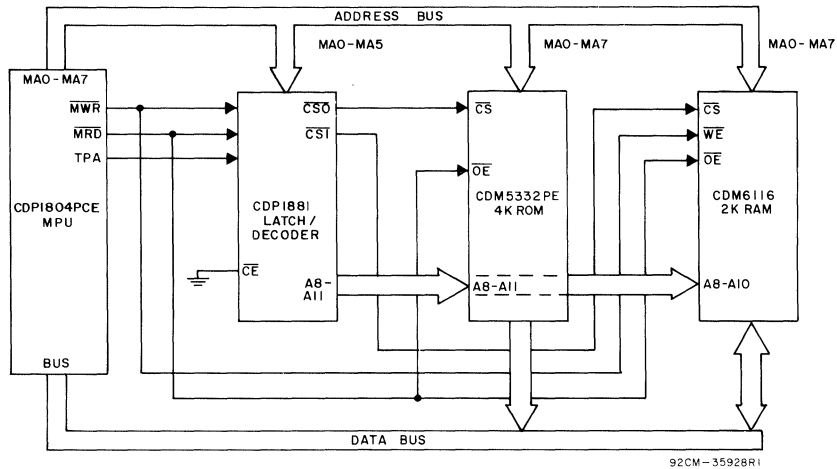 ADDRESS BUS
MA0-MA5
MA0-MA7
MA0-MA7
MA0-MA7
MWR
MRD
TPA
CDP1804PCE
MPU
BUS
CS0
CS1
CDP1881
LATCH/
DECODER
CE
A8-
A11
CS
OE
CDM5332PE
4K ROM
A8-A11
CS
WE
OE
CDM6116
2K RAM
A8-A10
DATA BUS
92CM-35928R1